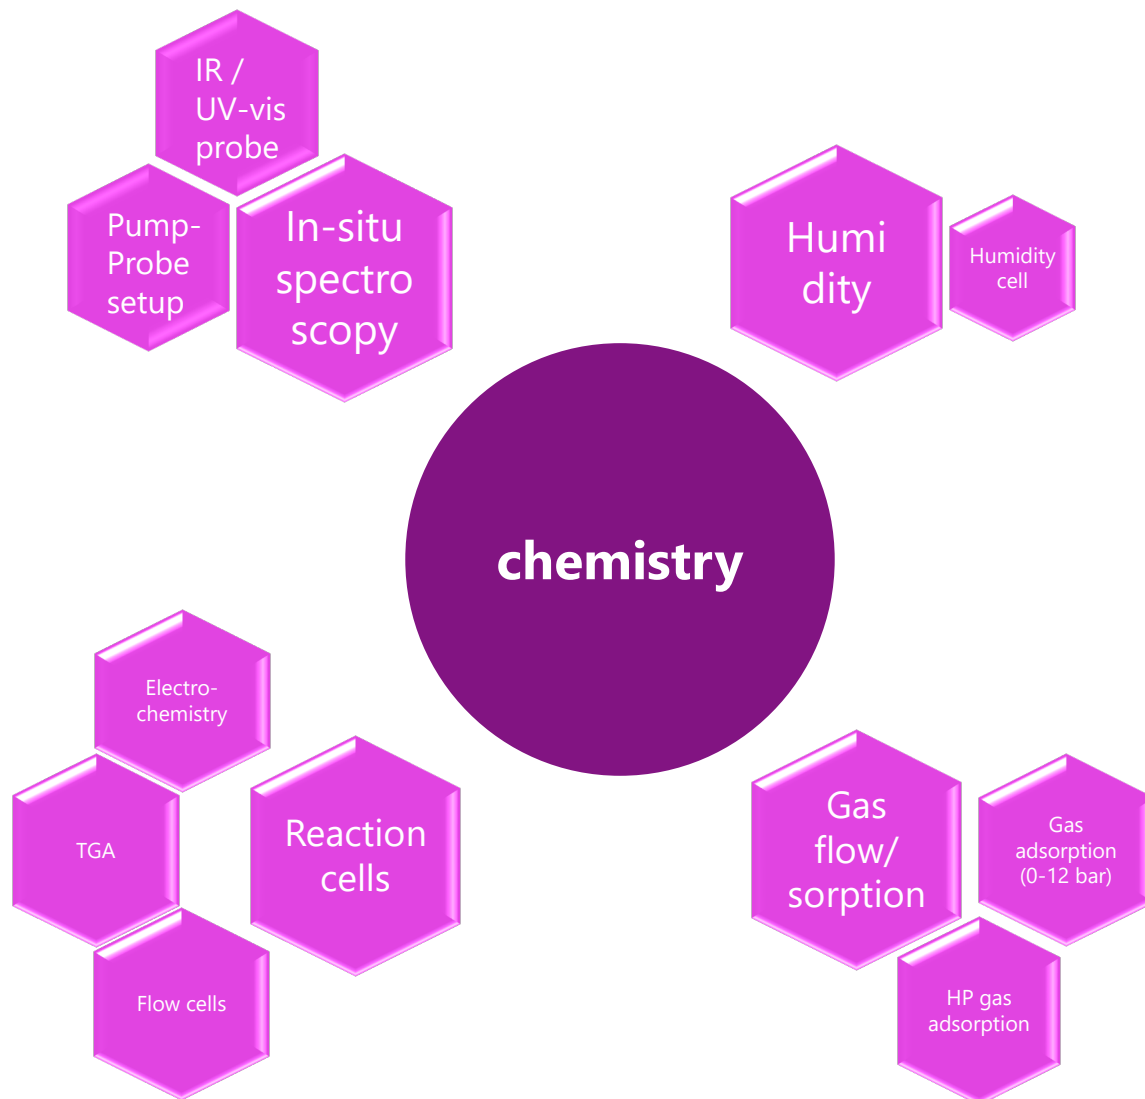 IR /
UV-vis
probe
Pump-
Probe
setup
In-situ
spectro
scopy
Humi
dity
Humidity
cell
chemistry
Electro-
chemistry
TGA
Flow cells
Reaction
cells
Gas
flow/
sorption
Gas
adsorption
(0-12 bar)
HP gas
adsorption